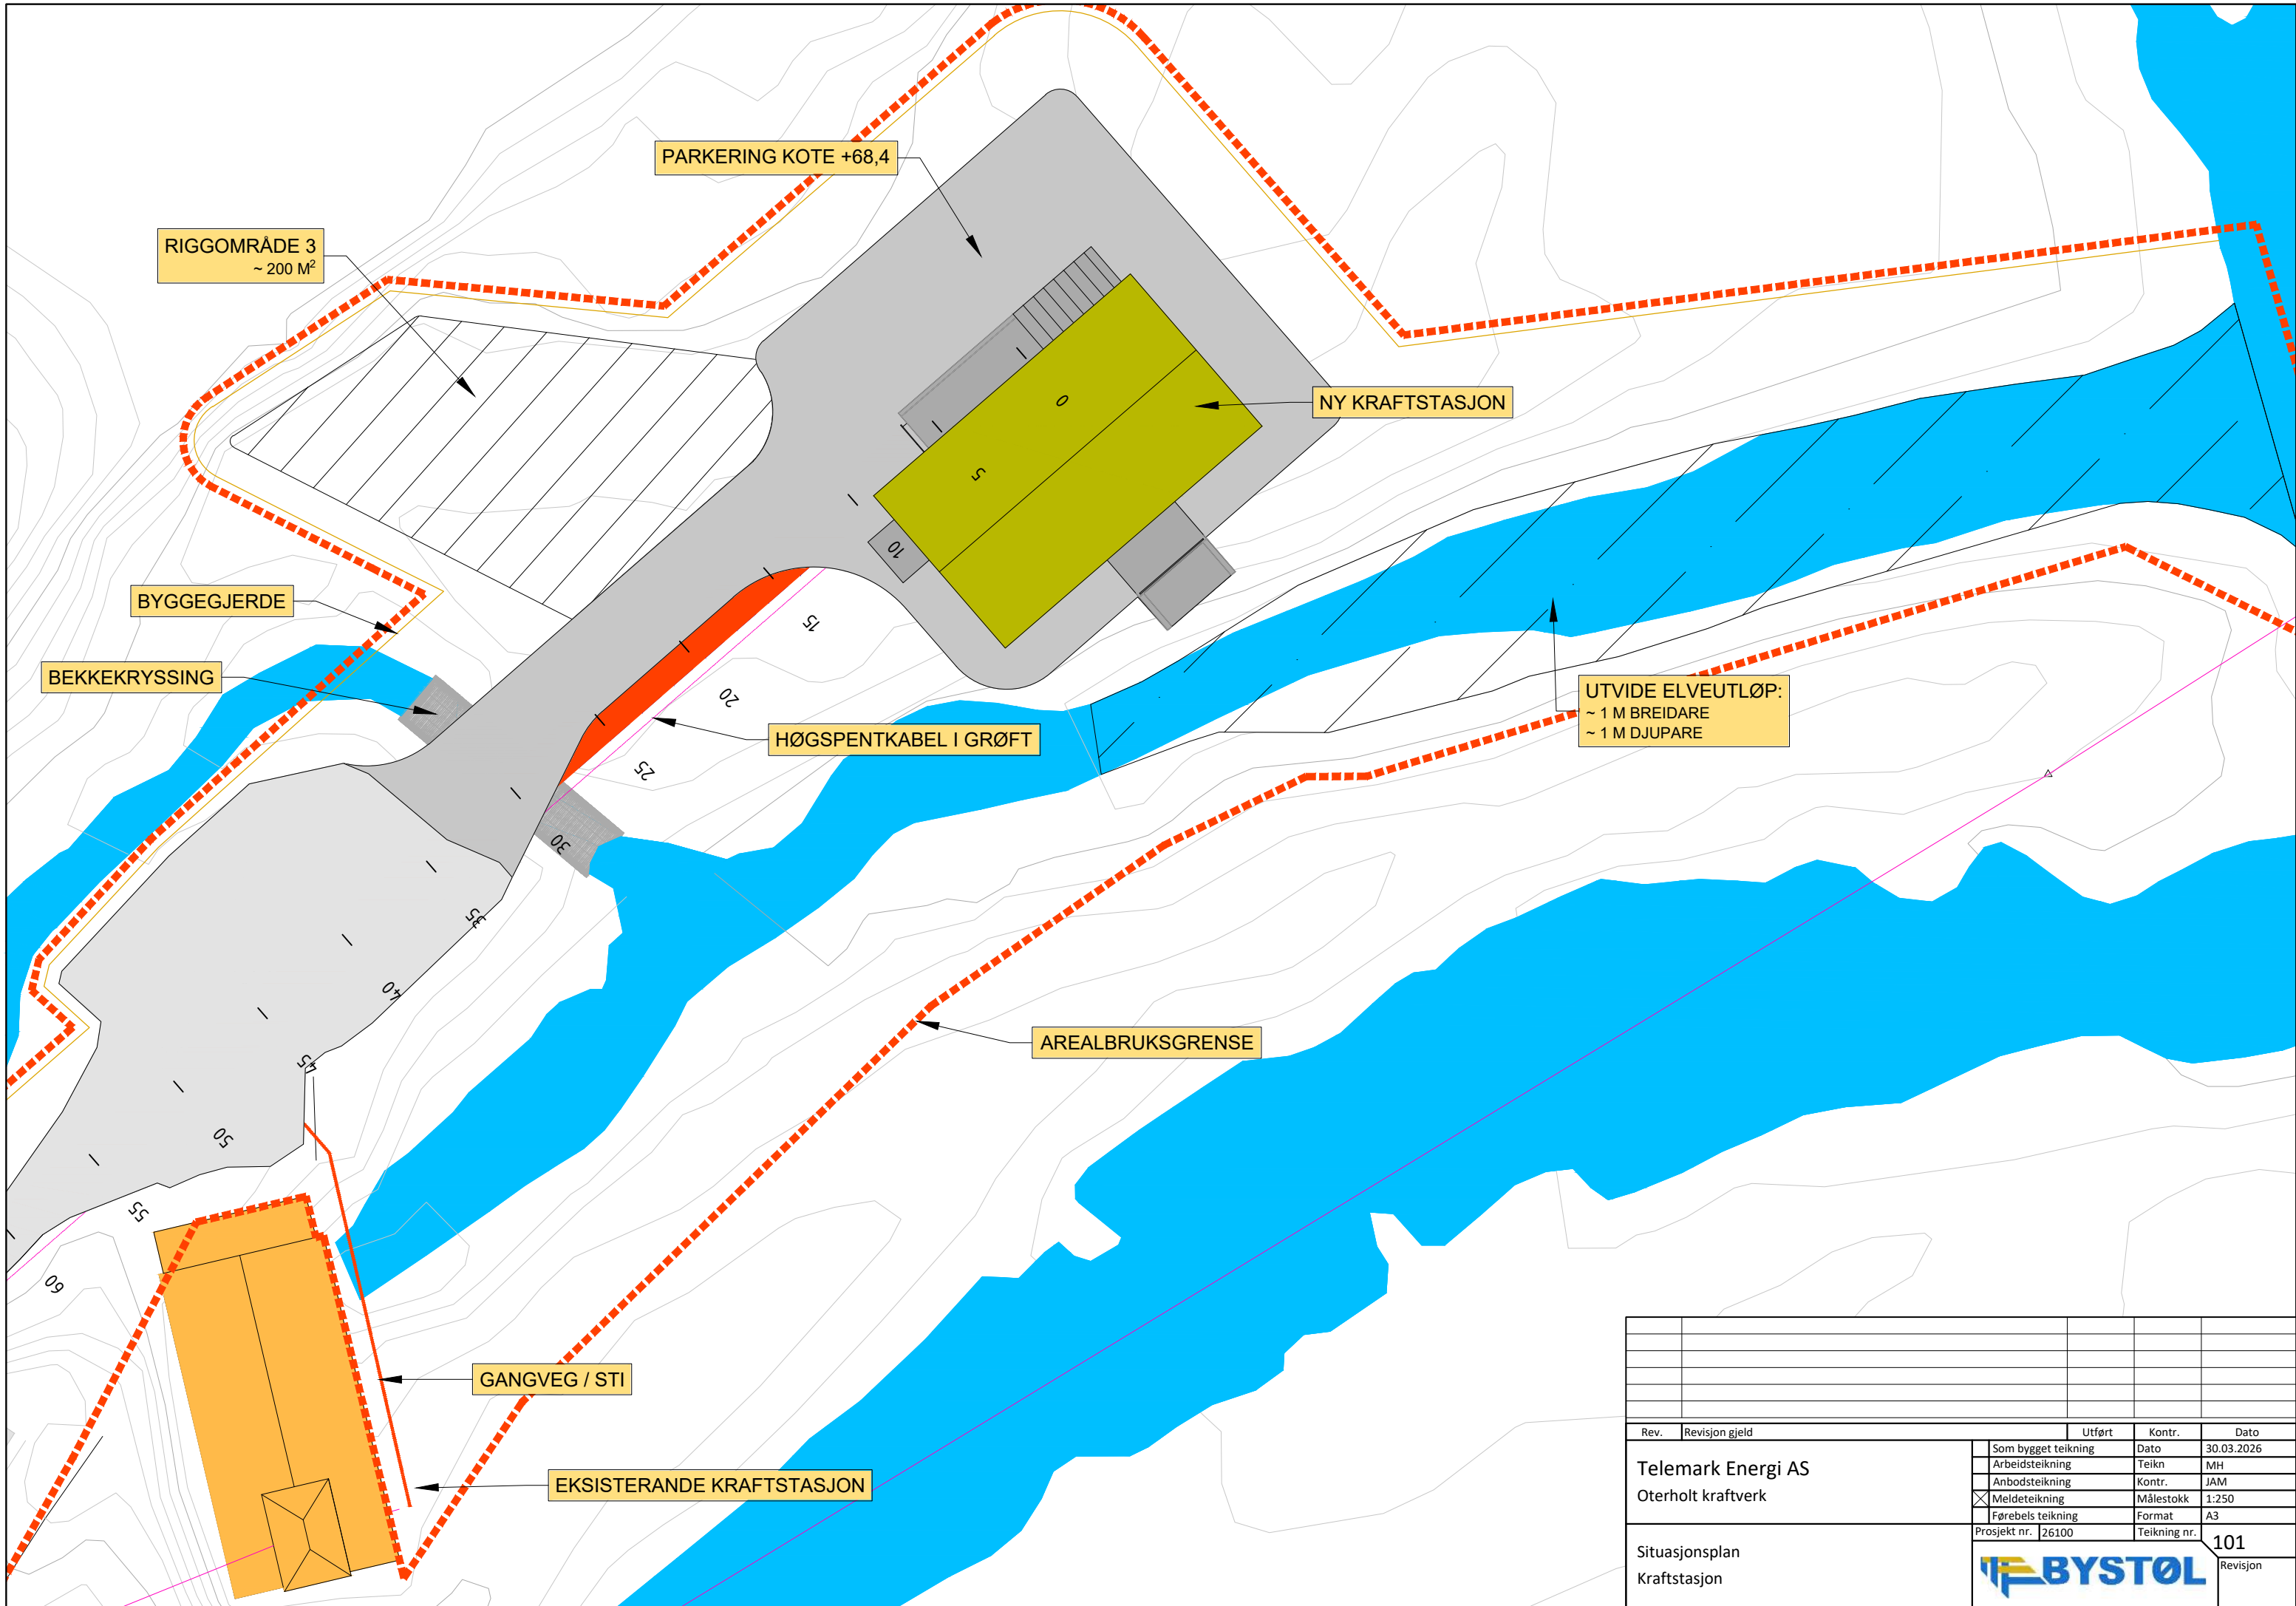 PARKERING KOTE +68,4
RIGGOMRÅDE 3
~ 200 M²
NY KRAFTSTASJON
BYGGEGJERDE
BEKKEKRYSSING
HØGSPENTKABEL I GRØFT
UTVIDE ELVEUTLØP:
~ 1 M BREIDARE
~ 1 M DJUPARE
AREALBRUKSGRENSE
GANGVEG / STI
EKSISTERANDE KRAFTSTASJON
0
5
10
15
20
25
30
35
40
45
50
55
60
Rev. Revisjon gjeld Utført Kontr. Dato
Telemark Energi AS
Oterholt kraftverk
Som bygget teikning Dato 30.03.2026
Arbeidsteikning Teikn MH
Anbodsteikning Kontr. JAM
Meldeteikning Målestokk 1:250
Førebels teikning Format A3
Prosjekt nr. 26100 Teikning nr. 101
Situasjonsplan
Kraftstasjon
BYSTØL
Revisjon